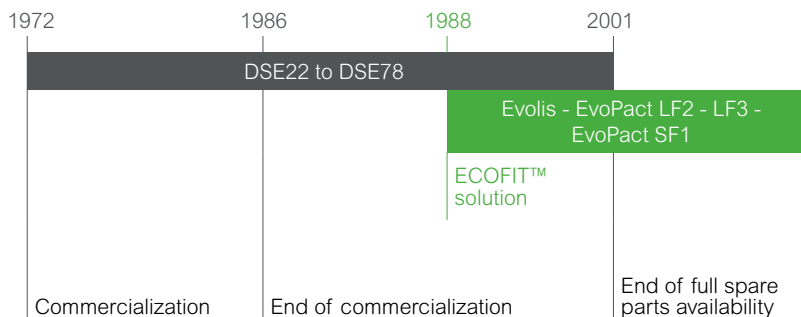 1972 1986 1988 2001
DSE22 to DSE78
Evolis - EvoPact LF2 - LF3 -
EvoPact SF1
ECOFIT™
solution
Commercialization
End of commercialization
End of full spare
parts availability